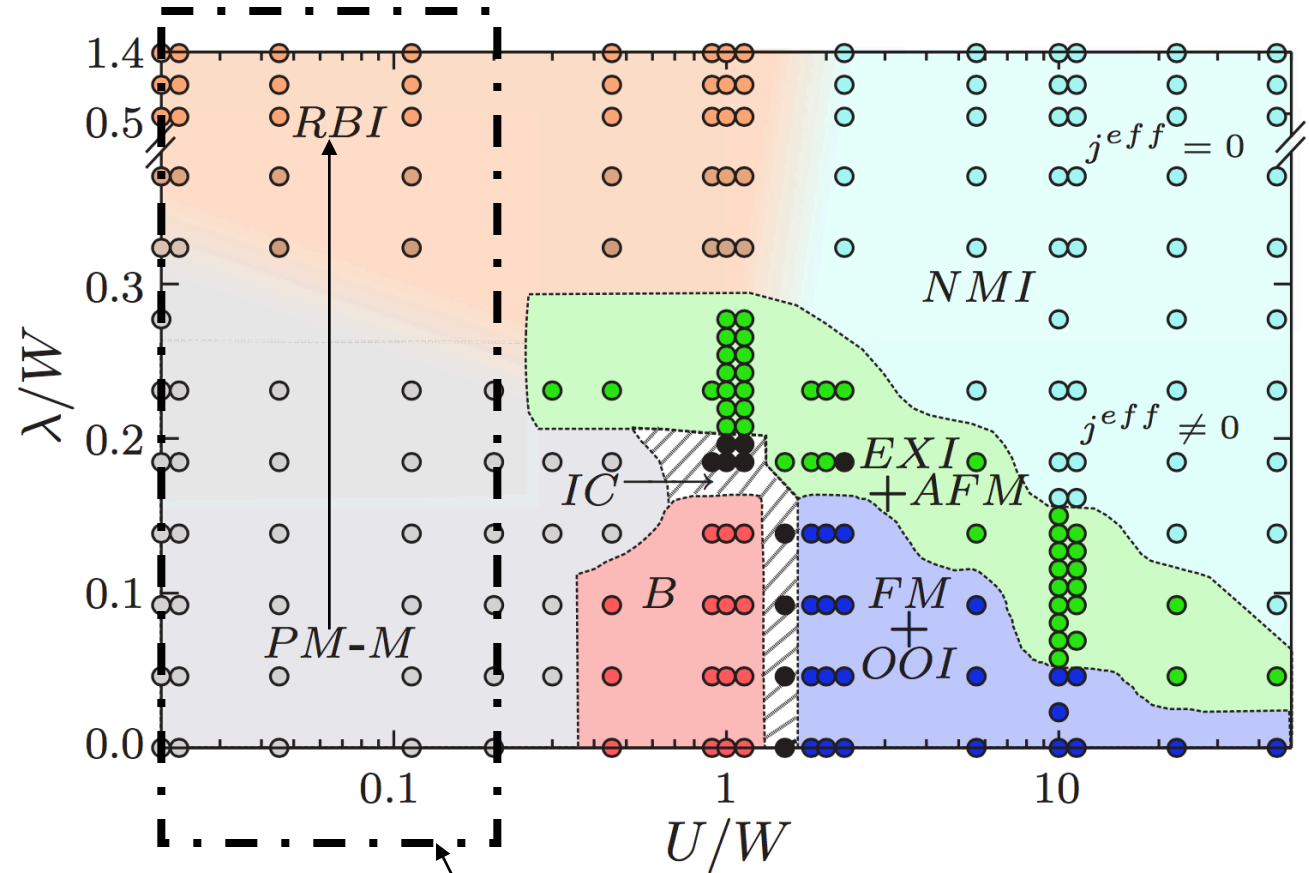 1.4
0.5
RBI
j^{eff} = 0
0.3
NMI
λ/W
0.2
j^{eff} ≠ 0
EXI
+AFM
IC
0.1
B
FM
+
OOI
PM-M
0.0
0.1
1
10
U/W